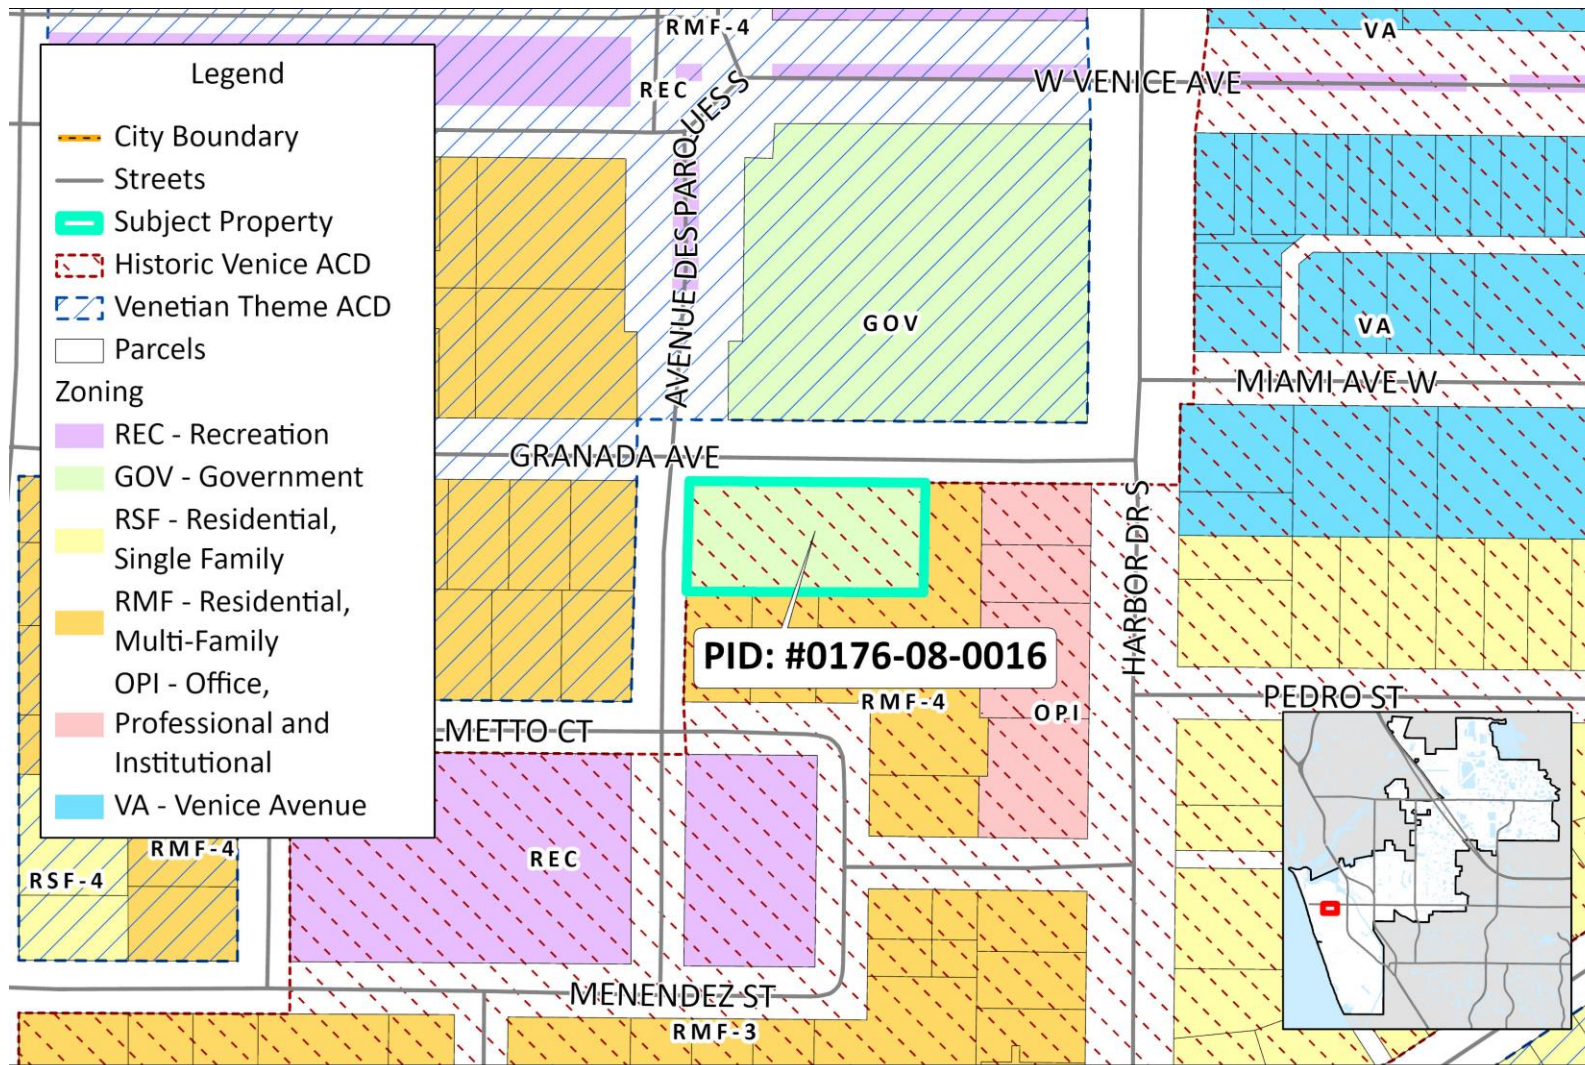 Legend
City Boundary
Streets
Subject Property
Historic Venice ACD
Venetian Theme ACD
Parcels
Zoning
REC - Recreation
GOV - Government
RSF - Residential,
Single Family
RMF - Residential,
Multi-Family
OPI - Office,
Professional and
Institutional
VA - Venice Avenue
RMF-4
VA
REC
W VENICE AVE
AVENUE DES PARQUES S
GOV
VA
MIAMI AVE W
GRANADA AVE
HARBOR DR S
PID: #0176-08-0016
RMF-4
OPI
PEDRO ST
LMETTO CT
RMF-4
REC
RSF-4
MENENDEZ ST
RMF-3